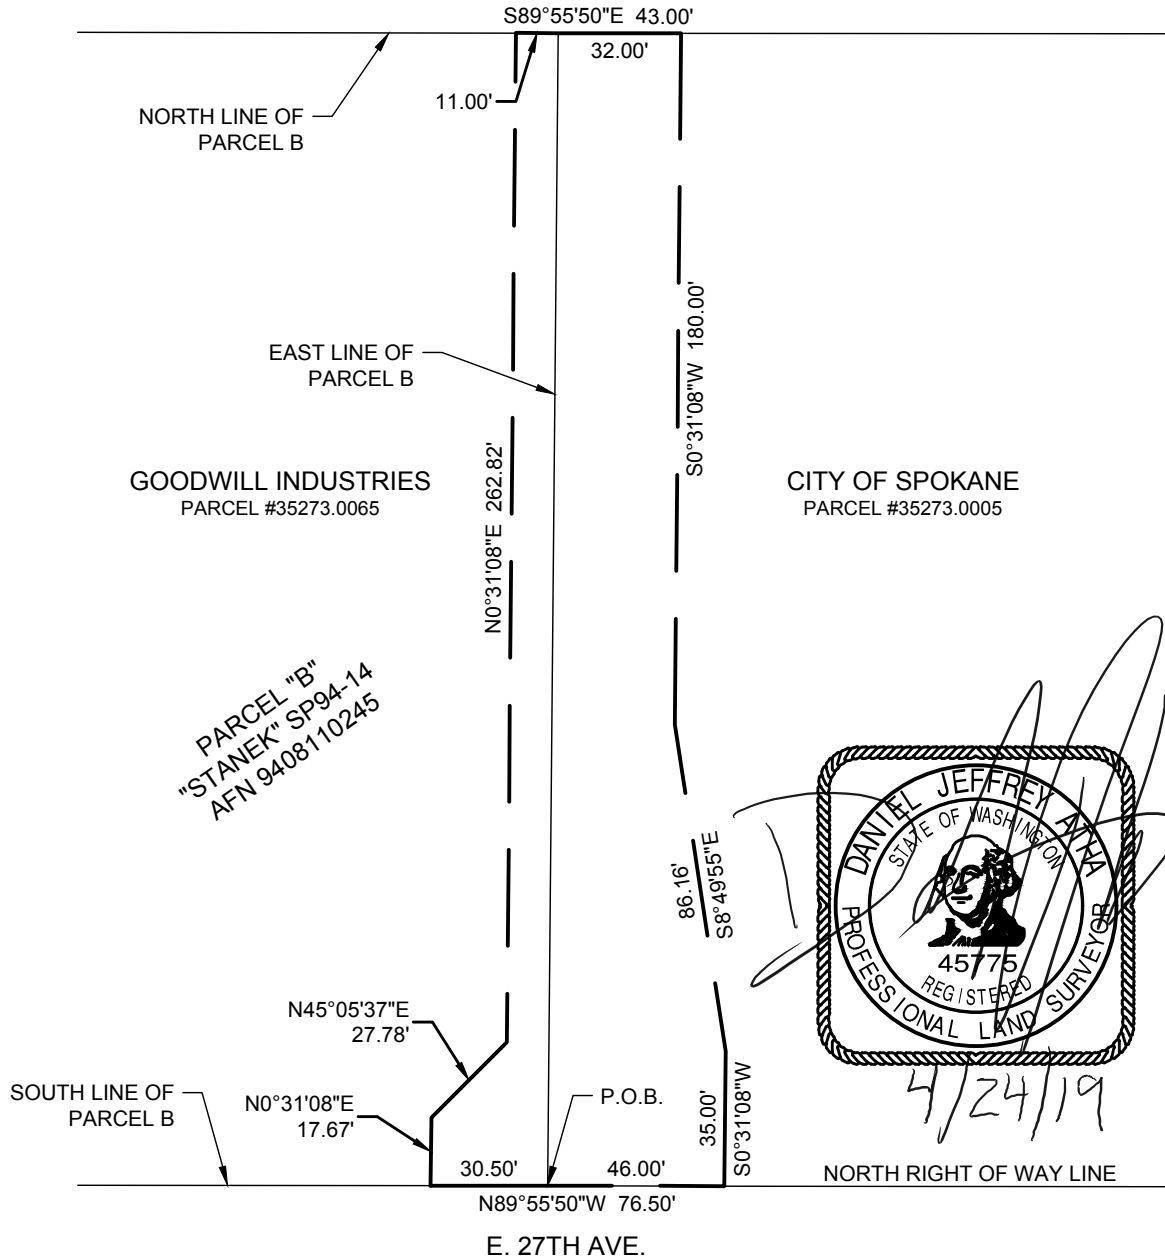 S89°55'50"E 43.00'
32.00'
11.00'
NORTH LINE OF
PARCEL B
EAST LINE OF
PARCEL B
S0°31'08"W 180.00'
N0°31'08"E 262.82'
GOODWILL INDUSTRIES
PARCEL #35273.0065
CITY OF SPOKANE
PARCEL #35273.0005
PARCEL "B"
"STANEK" SP94-14
AFN 9408110245
86.16'
S8°49'55"E
DANIEL JEFFREY ATHA
STATE OF WASHINGTON
45775
REGISTERED
PROFESSIONAL LAND SURVEYOR
4/24/19
N45°05'37"E
27.78'
SOUTH LINE OF
PARCEL B
N0°31'08"E
17.67'
P.O.B.
35.00'
S0°31'08"W
30.50'
46.00'
NORTH RIGHT OF WAY LINE
N89°55'50"W 76.50'
E. 27TH AVE.